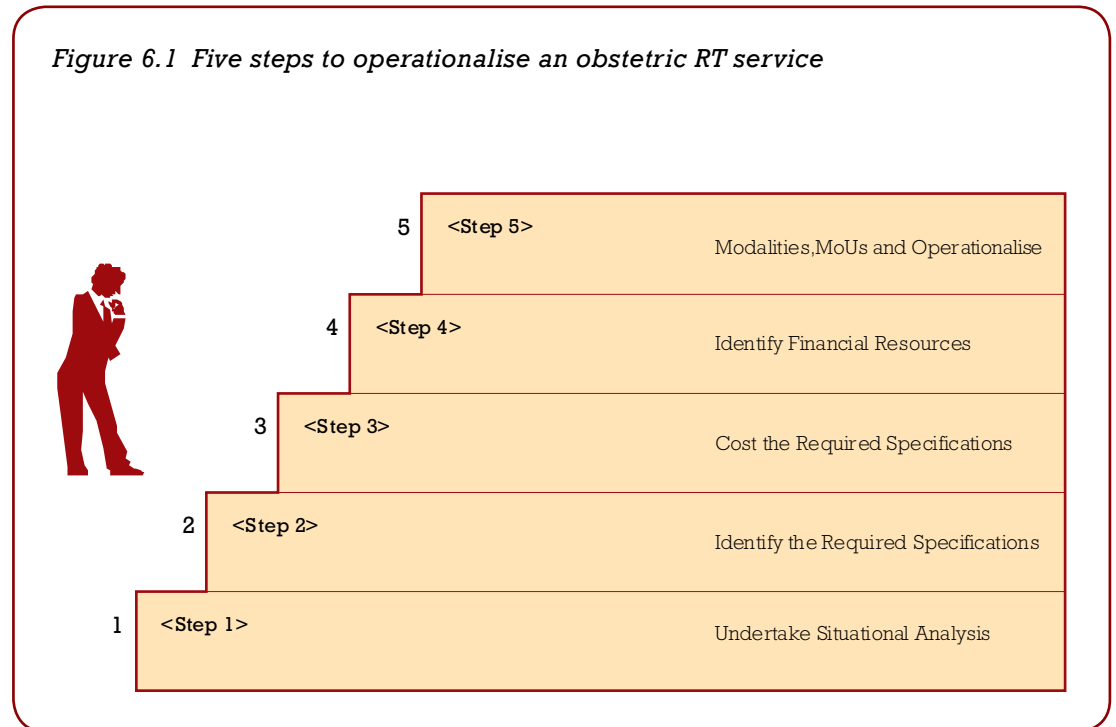 Figure 6.1 Five steps to operationalise an obstetric RT service
5 <Step 5>
Modalities,MoUs and Operationalise
4 <Step 4>
Identify Financial Resources
3 <Step 3>
Cost the Required Specifications
2 <Step 2>
Identify the Required Specifications
1 <Step 1>
Undertake Situational Analysis